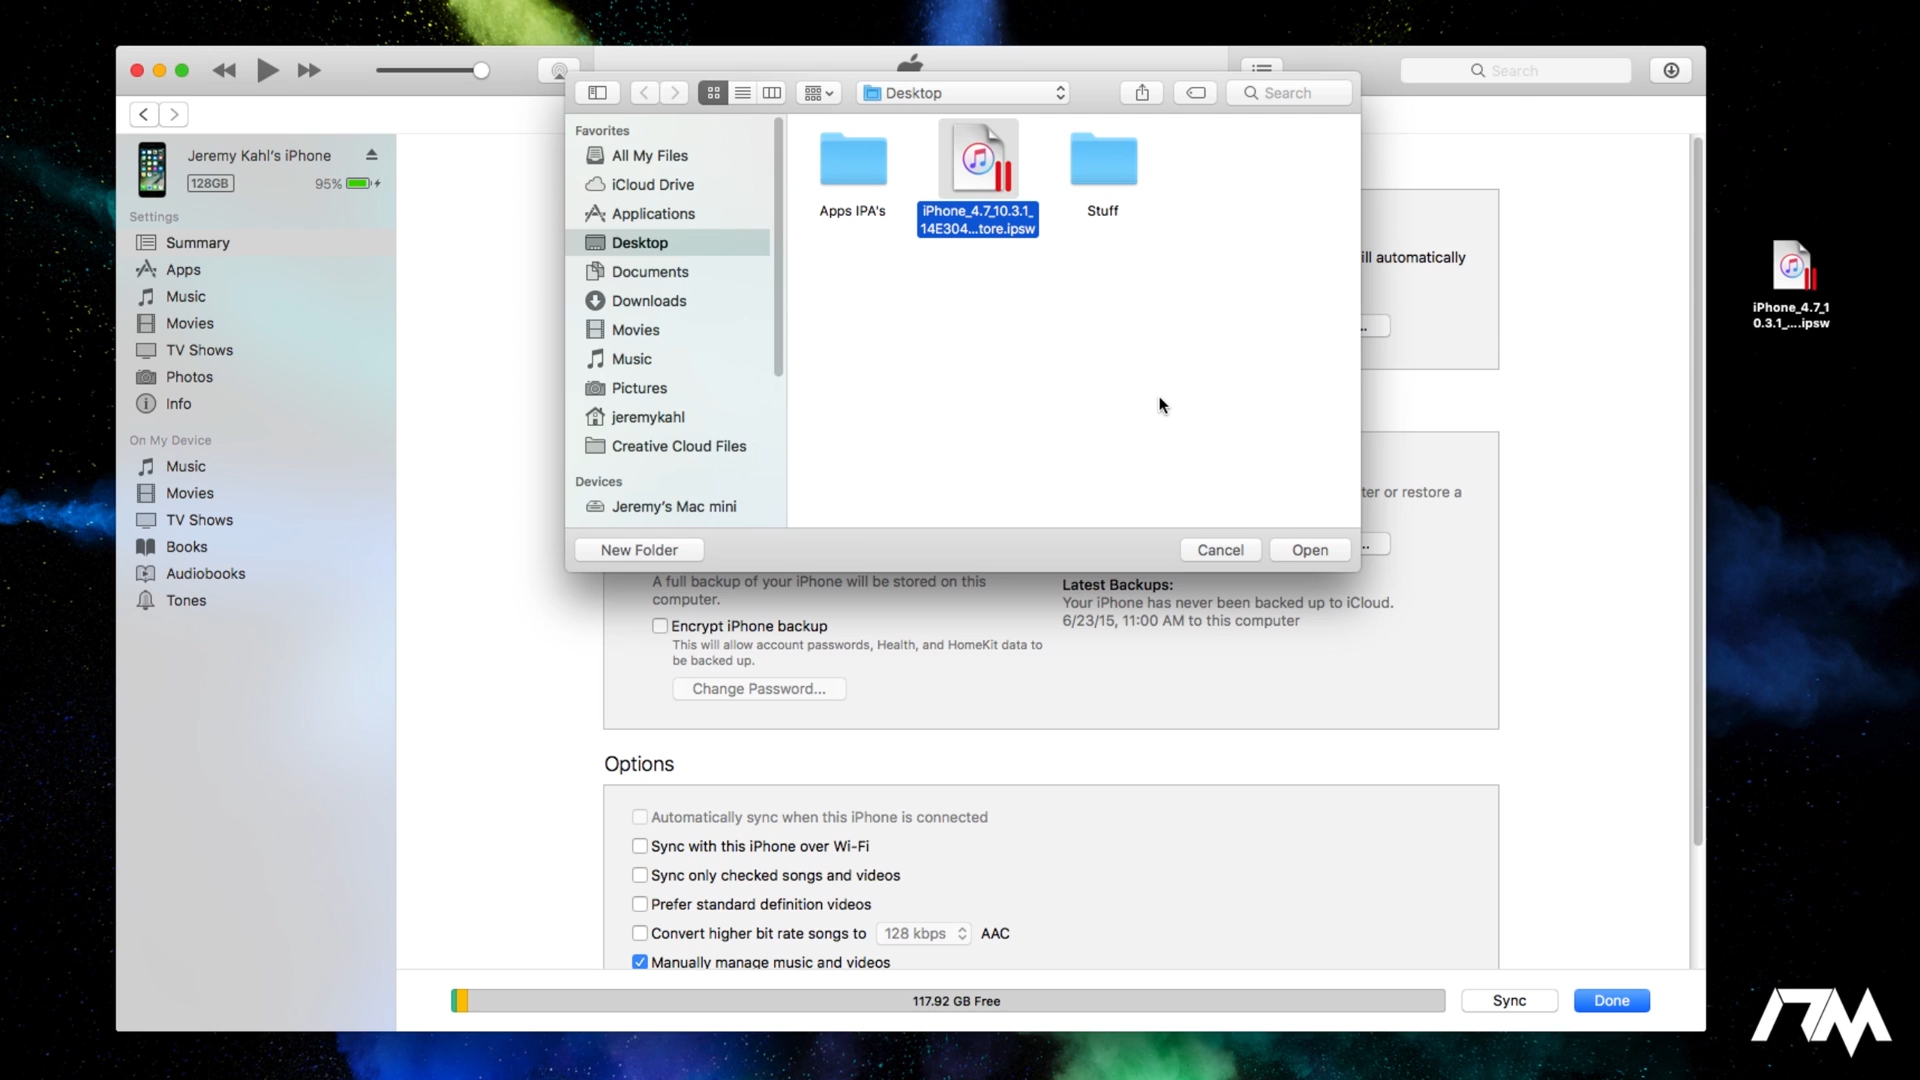 Search
Desktop
Search
Jeremy Kahl's iPhone
128GB
95%
Settings
Summary
Apps
Music
Movies
TV Shows
Photos
Info
On My Device
Music
Movies
TV Shows
Books
Audiobooks
Tones
Favorites
All My Files
iCloud Drive
Applications
Desktop
Documents
Downloads
Movies
Music
Pictures
jeremykahl
Creative Cloud Files
Devices
Jeremy's Mac mini
Apps IPA's
iPhone_4.7_10.3.1_
14E304...tore.ipsw
Stuff
New Folder
Cancel
Open
ill automatically
ter or restore a
A full backup of your iPhone will be stored on this
computer.
Encrypt iPhone backup
This will allow account passwords, Health, and HomeKit data to
be backed up.
Change Password...
Latest Backups:
Your iPhone has never been backed up to iCloud.
6/23/15, 11:00 AM to this computer
Options
Automatically sync when this iPhone is connected
Sync with this iPhone over Wi-Fi
Sync only checked songs and videos
Prefer standard definition videos
Convert higher bit rate songs to 128 kbps AAC
Manually manage music and videos
117.92 GB Free
Sync
Done
iPhone_4.7_1
0.3.1_....ipsw